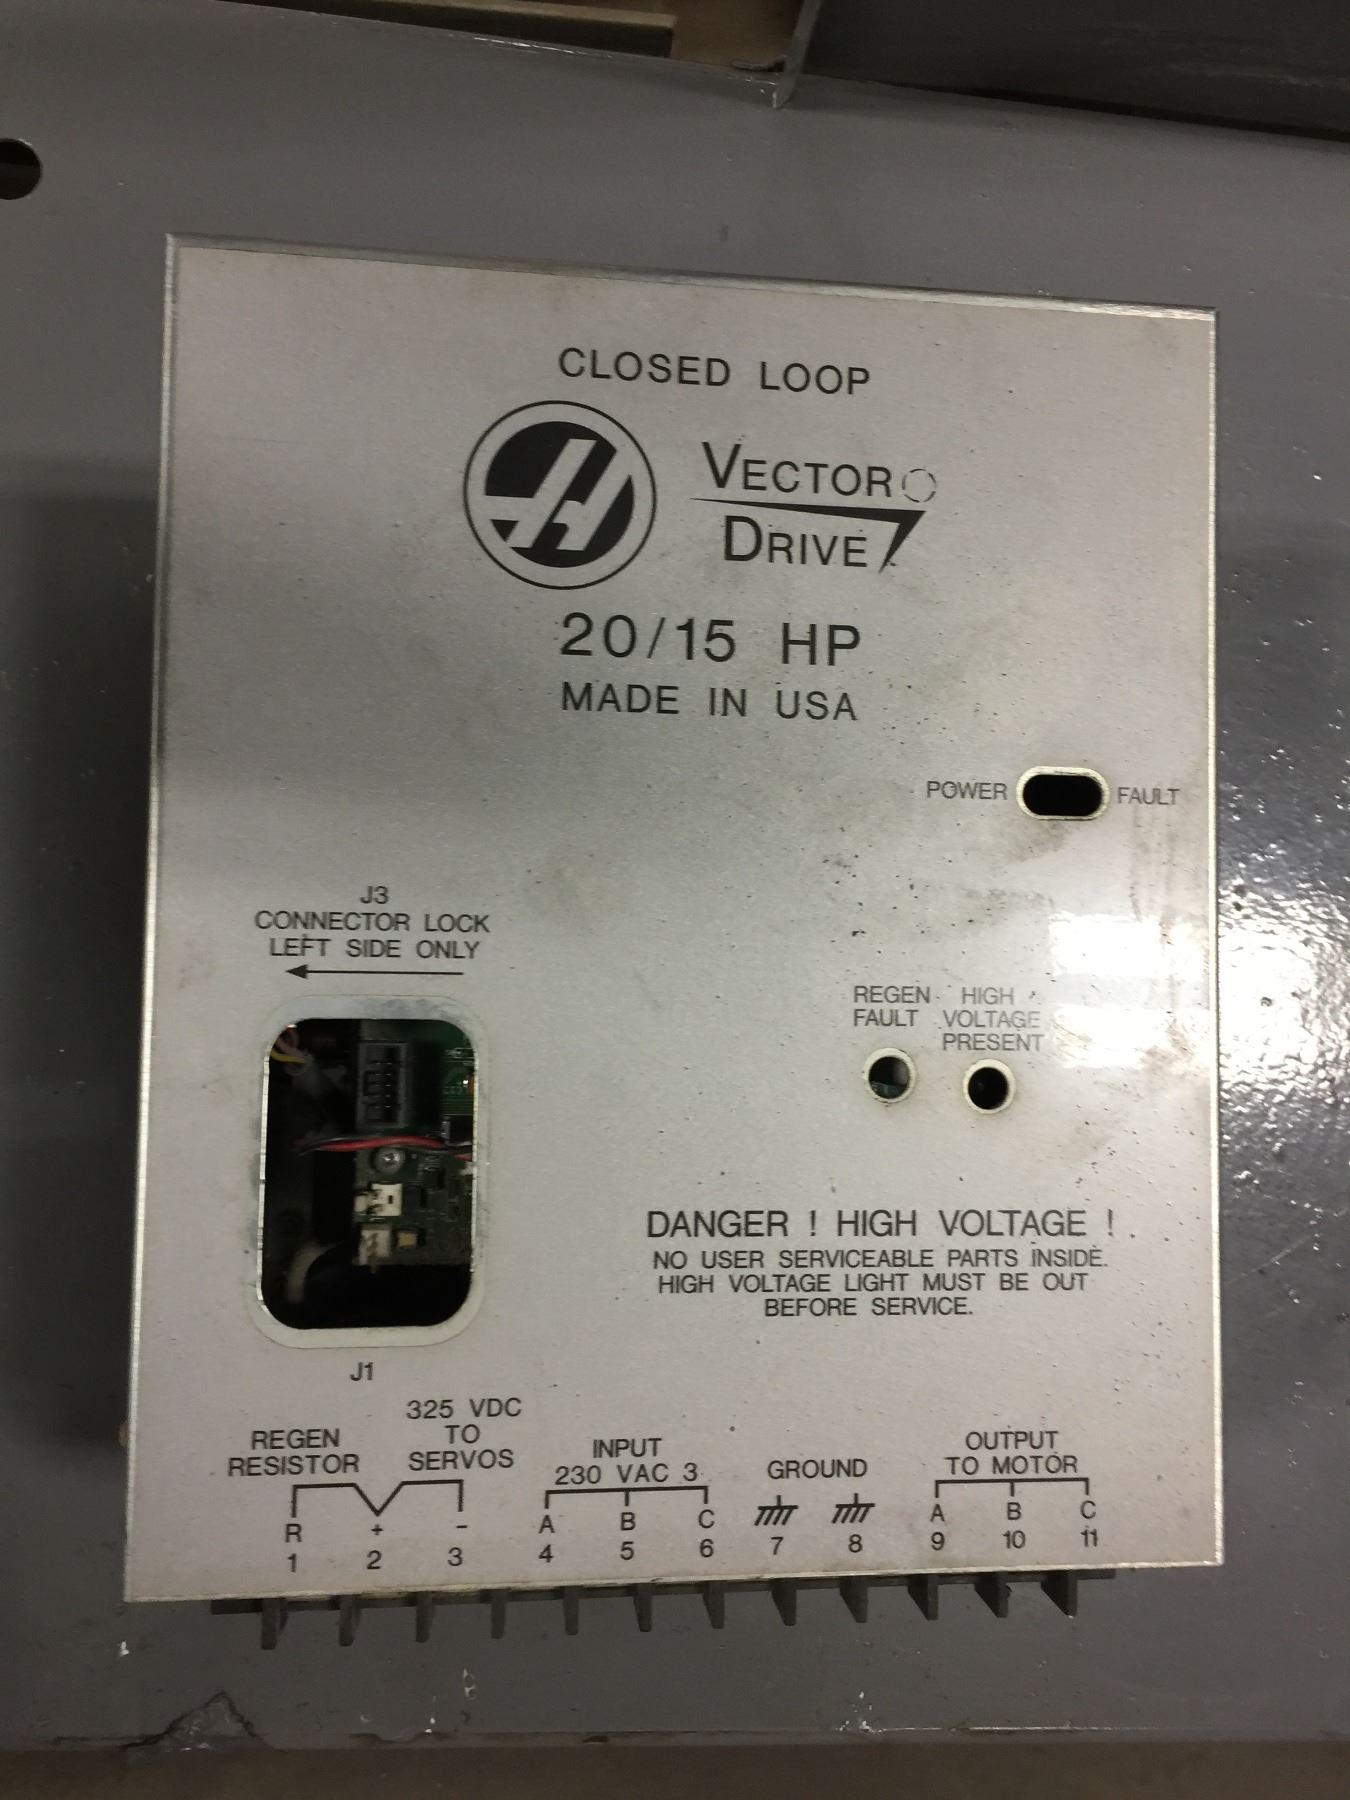 CLOSED LOOP
VECTOR
DRIVE
20/15 HP
MADE IN USA
POWER FAULT
J3
CONNECTOR LOCK
LEFT SIDE ONLY
REGEN FAULT
HIGH VOLTAGE PRESENT
DANGER ! HIGH VOLTAGE !
NO USER SERVICEABLE PARTS INSIDE.
HIGH VOLTAGE LIGHT MUST BE OUT
BEFORE SERVICE.
J1
REGEN
RESISTOR
325 VDC
TO
SERVOS
INPUT
230 VAC 3
GROUND
OUTPUT
TO MOTOR
R + - A B C A B C
1 2 3 4 5 6 7 8 9 10 11